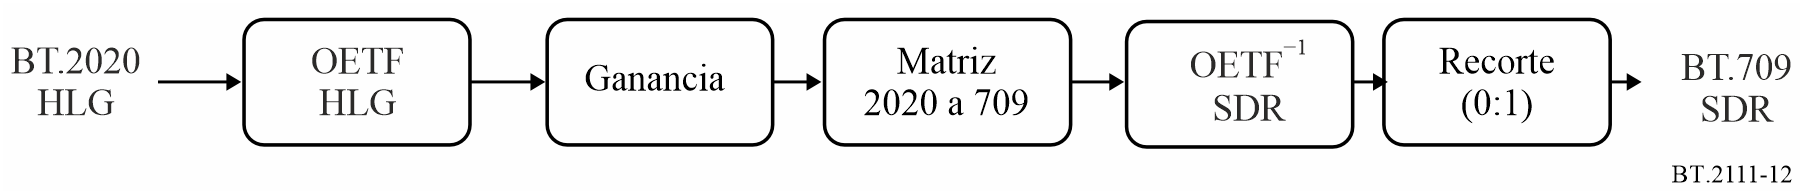 BT.2020
HLG
OETF
HLG
Ganancia
Matriz
2020 a 709
OETF⁻¹
SDR
Recorte
(0:1)
BT.709
SDR
BT.2111-12